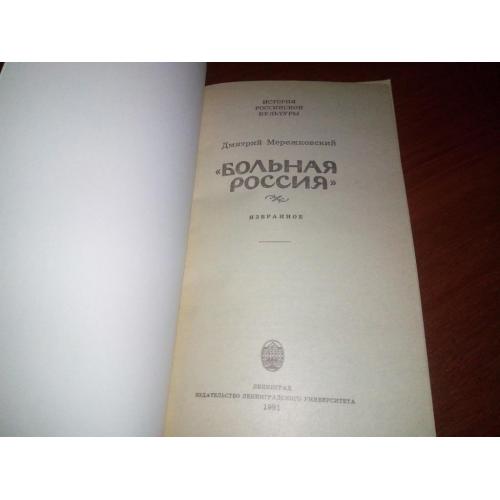 ИСТОРИЯ
РОССИЙСКОЙ
КУЛЬТУРЫ
Дмитрий Мережковский
«БОЛЬНАЯ
РОССИЯ»
ИЗБРАННОЕ
ЛЕНИНГРАД
ИЗДАТЕЛЬСТВО ЛЕНИНГРАДСКОГО УНИВЕРСИТЕТА
1991